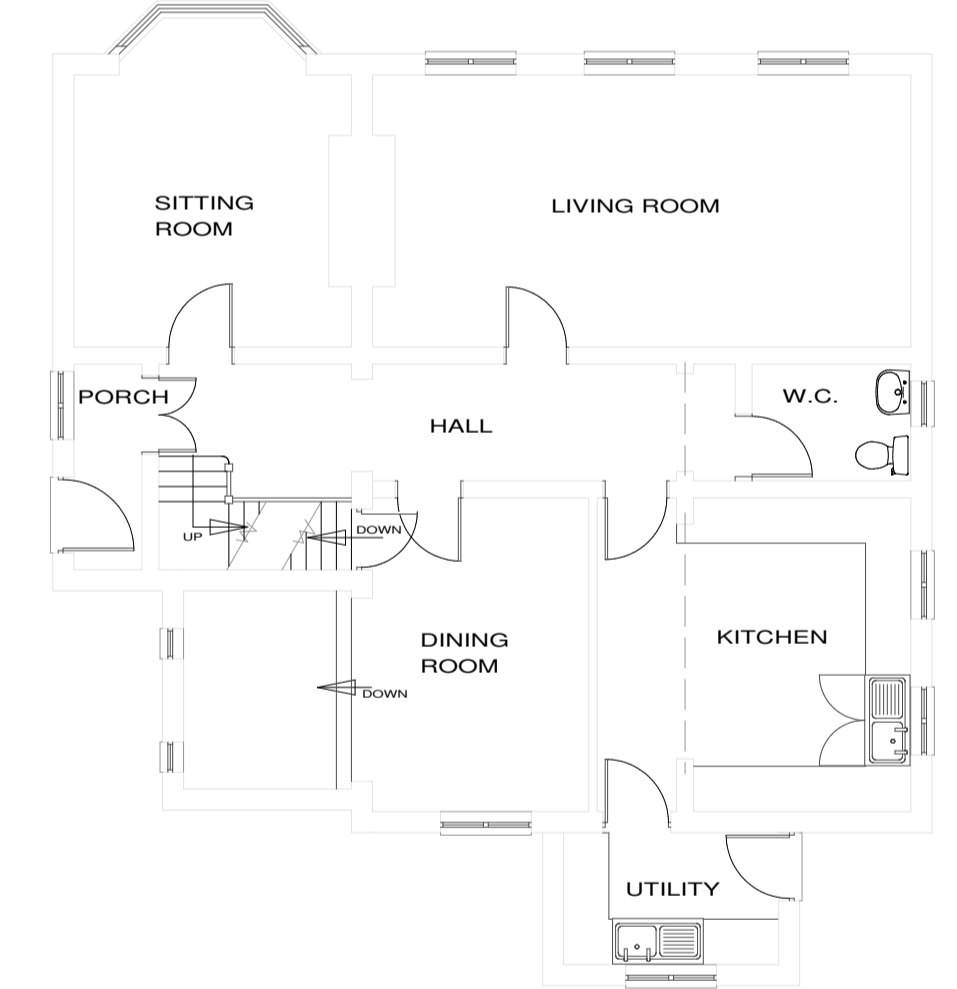 SITTING
ROOM
LIVING ROOM
PORCH
W.C.
HALL
UP
DOWN
DINING
ROOM
KITCHEN
DOWN
UTILITY